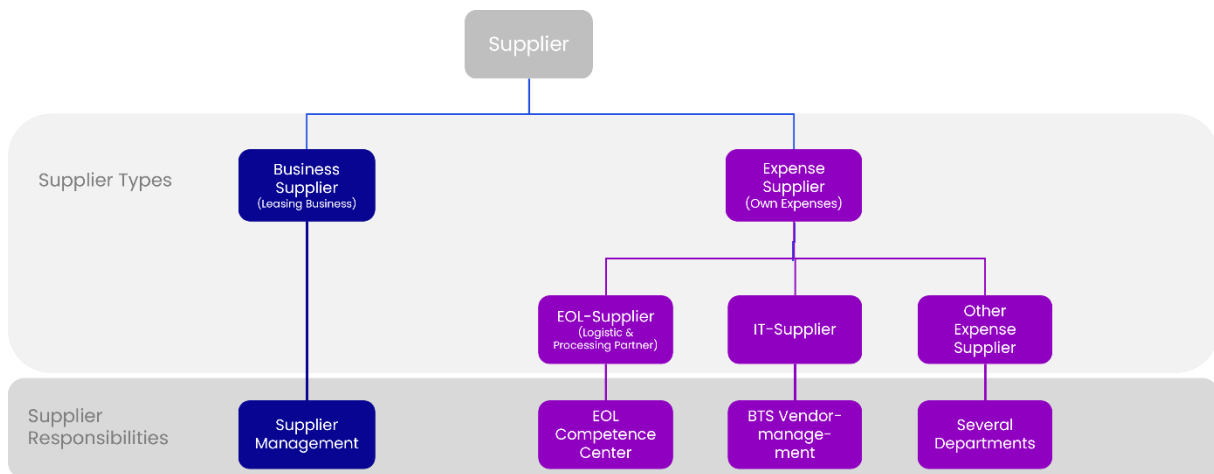 Supplier
Supplier Types
Business
Supplier
(Leasing Business)
Expense
Supplier
(Own Expenses)
EOL-Supplier
(Logistic &
Processing Partner)
IT-Supplier
Other
Expense
Supplier
Supplier
Responsibilities
Supplier
Management
EOL
Competence
Center
BTS Vendor-
manage-
ment
Several
Departments